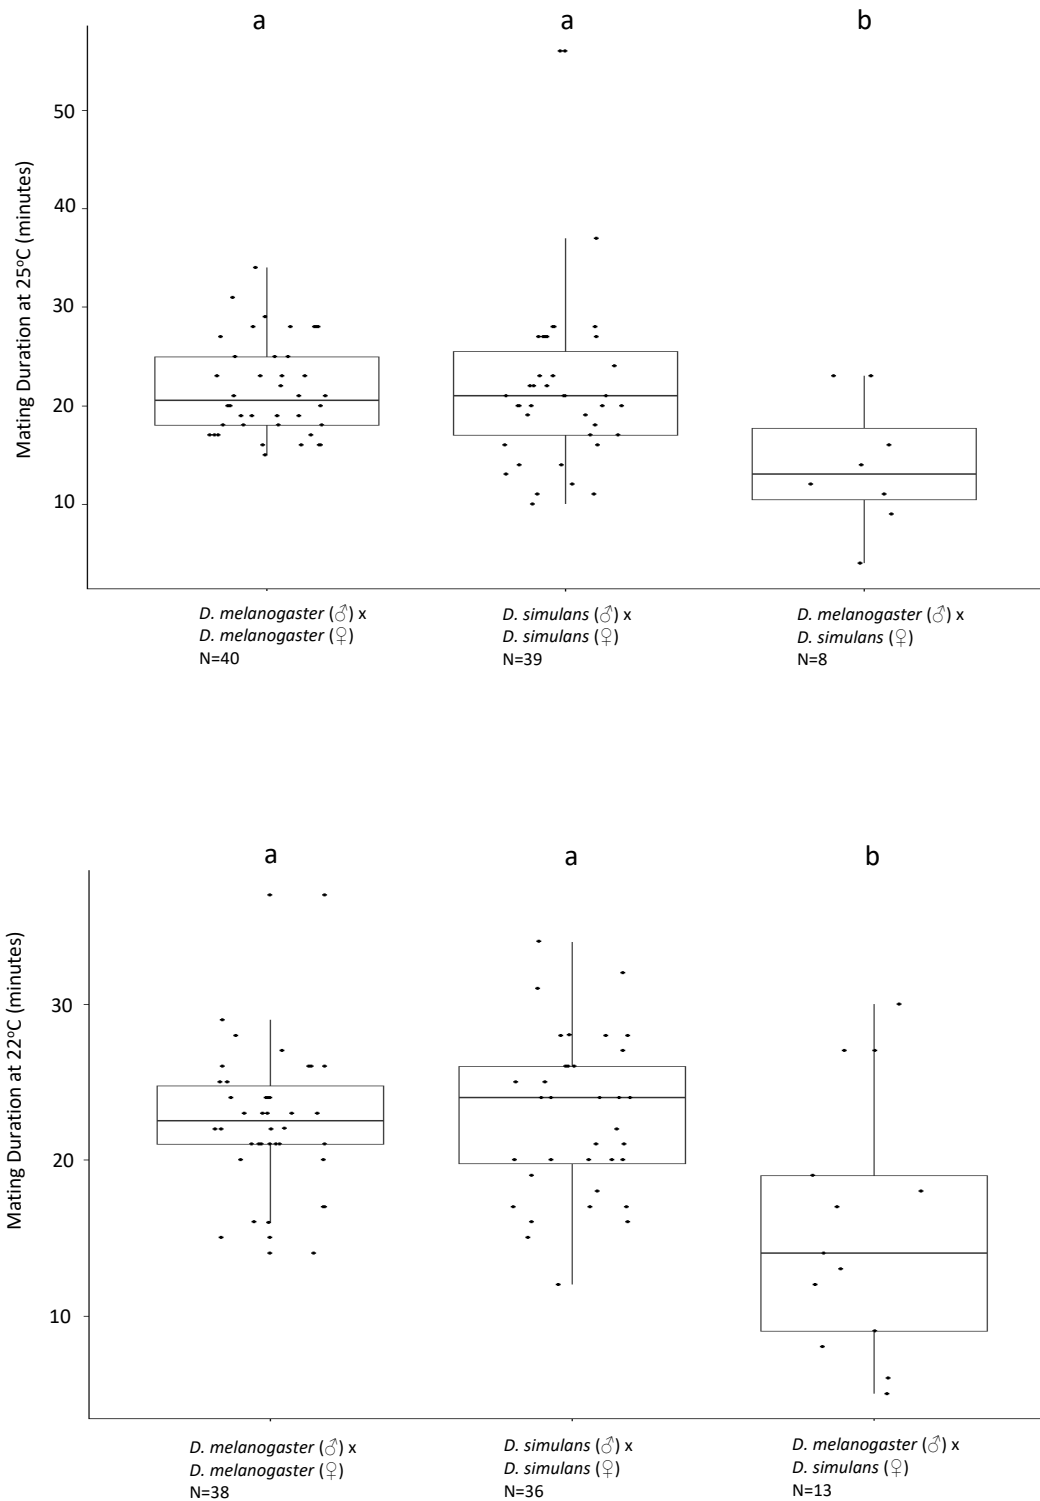 a a b
50
40
30
20
10
Mating Duration at 25°C (minutes)
D. melanogaster (♂) x
D. melanogaster (♀)
N=40
D. simulans (♂) x
D. simulans (♀)
N=39
D. melanogaster (♂) x
D. simulans (♀)
N=8
a a b
30
20
10
Mating Duration at 22°C (minutes)
D. melanogaster (♂) x
D. melanogaster (♀)
N=38
D. simulans (♂) x
D. simulans (♀)
N=36
D. melanogaster (♂) x
D. simulans (♀)
N=13